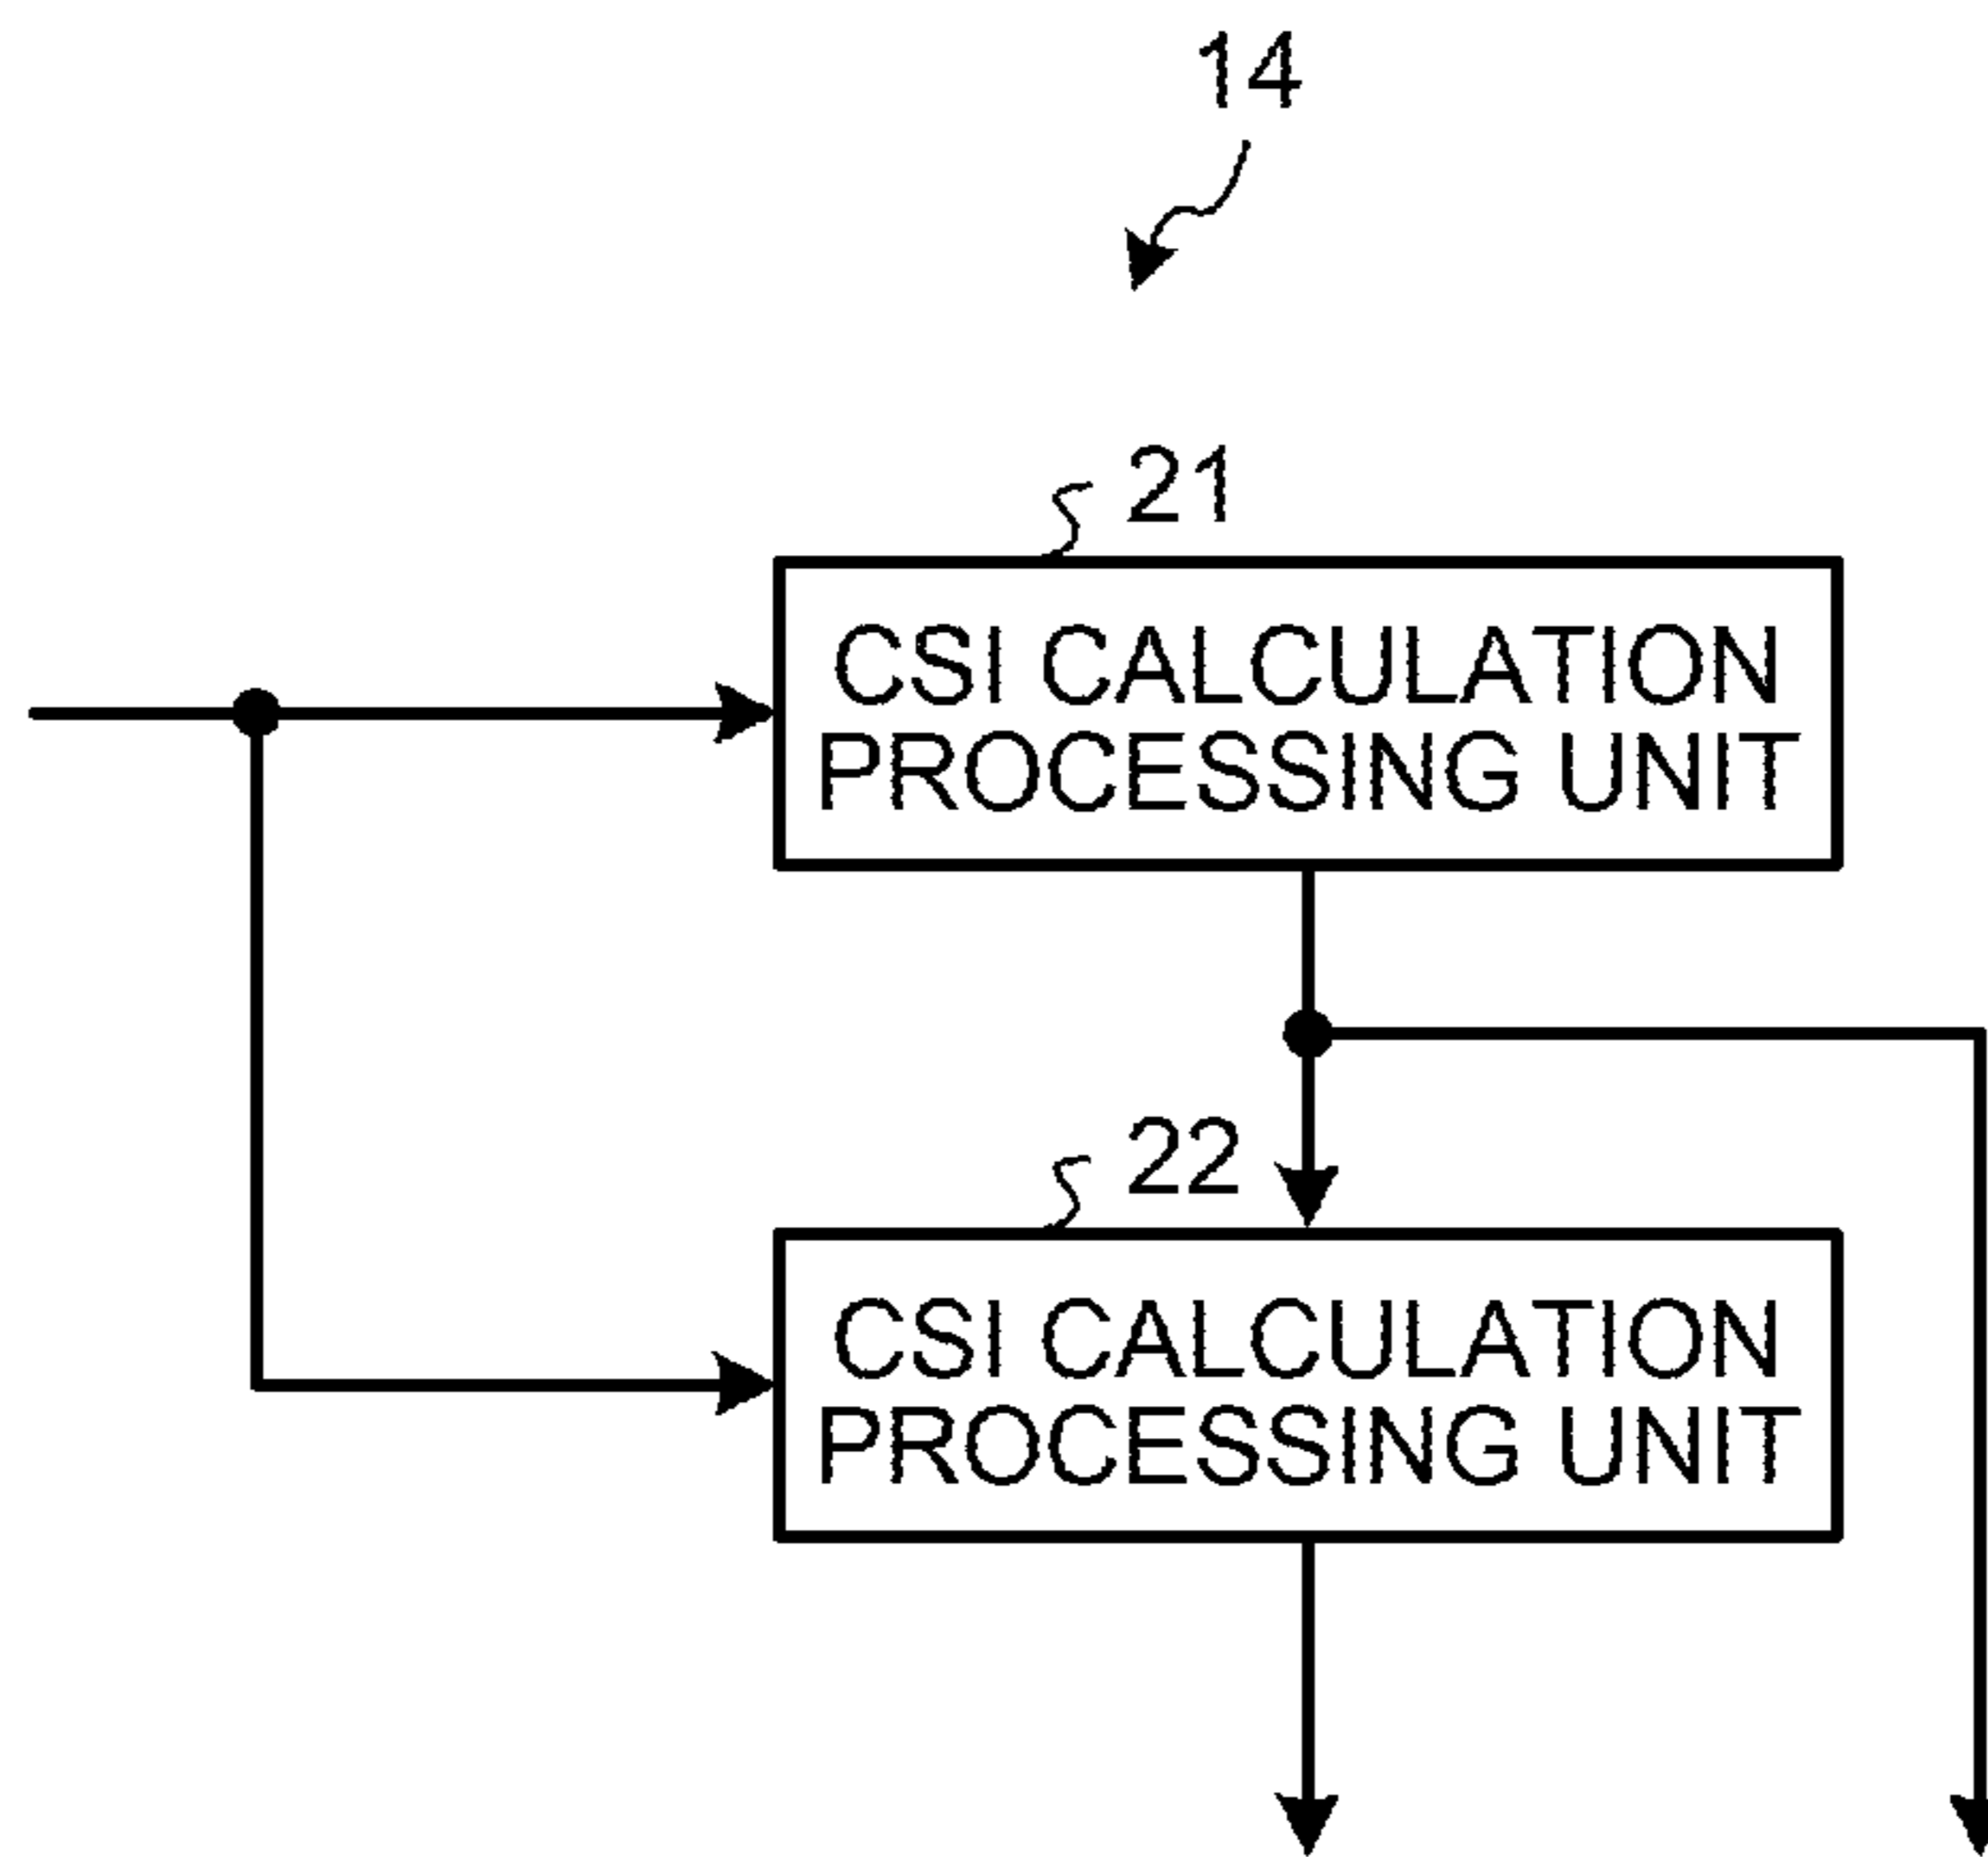 14
21
CSI CALCULATION
PROCESSING UNIT
22
CSI CALCULATION
PROCESSING UNIT